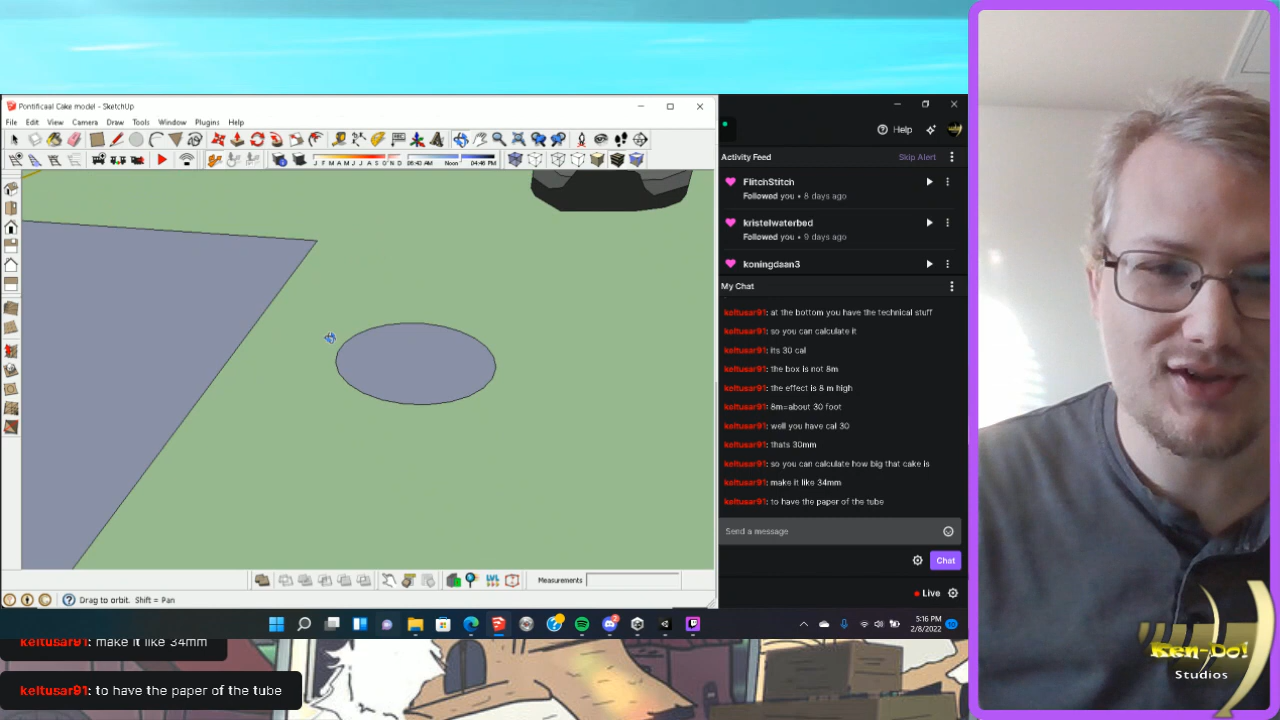 Pontificaal Cake model - SketchUp
File Edit View Camera Draw Tools Window Plugins Help
J F M A M J J A S O N D 06:43 AM Noon 04:46 PM
Measurements
Drag to orbit. Shift = Pan
Help
Activity Feed
Skip Alert
FlitchStitch
Followed you • 8 days ago
kristelwaterbed
Followed you • 9 days ago
koningdaan3
My Chat
keltusar91: at the bottom you have the technical stuff
keltusar91: so you can calculate it
keltusar91: its 30 cal
keltusar91: the box is not 8m
keltusar91: the effect is 8 m high
keltusar91: 8m=about 30 foot
keltusar91: well you have cal 30
keltusar91: thats 30mm
keltusar91: so you can calculate how big that cake is
keltusar91: make it like 34mm
keltusar91: to have the paper of the tube
Send a message
Chat
Live
5:16 PM
2/8/2022
keltusar91: make it like 34mm
keltusar91: to have the paper of the tube
Ken-Do!
Studios